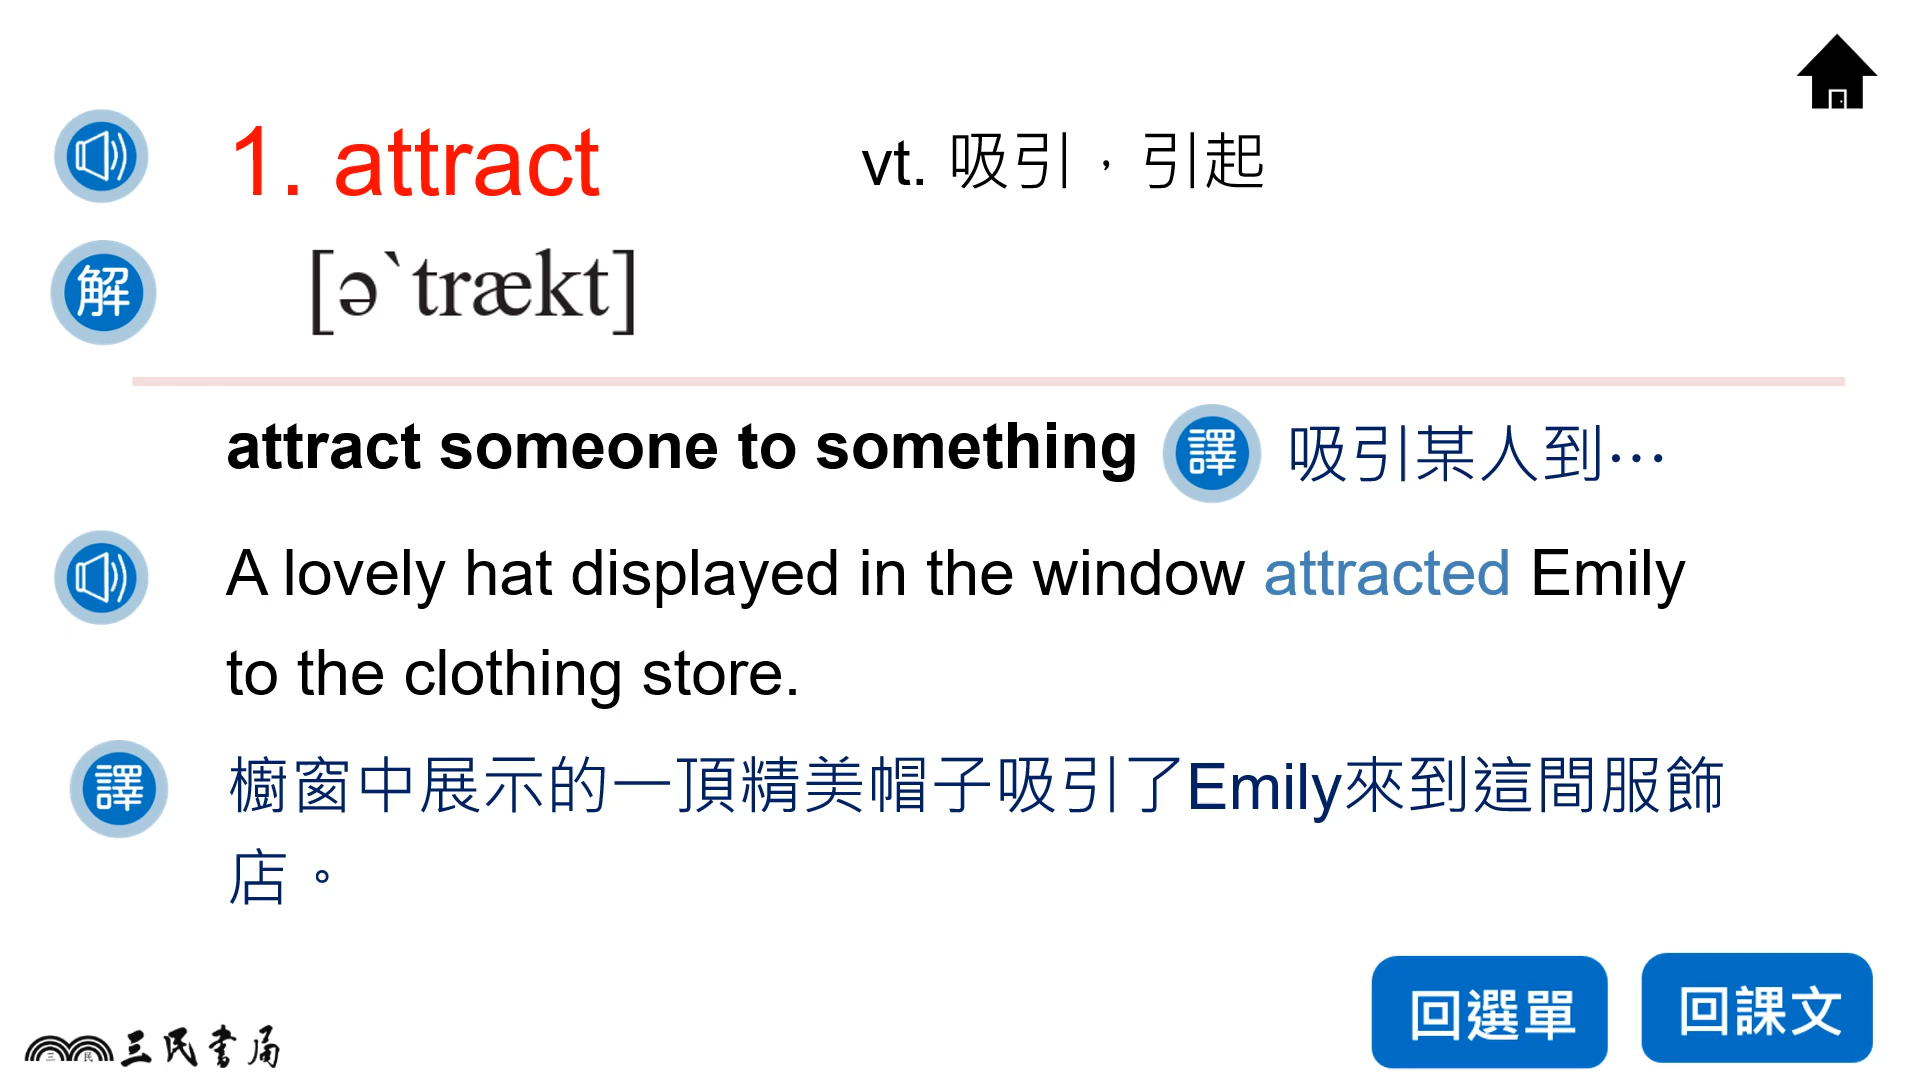 1. attract
vt. 吸引，引起
解
[ə`trækt]
attract someone to something
譯
吸引某人到…
A lovely hat displayed in the window attracted Emily
to the clothing store.
譯
櫥窗中展示的一頂精美帽子吸引了Emily來到這間服飾
店。
回選單
回課文
三民
三民書局